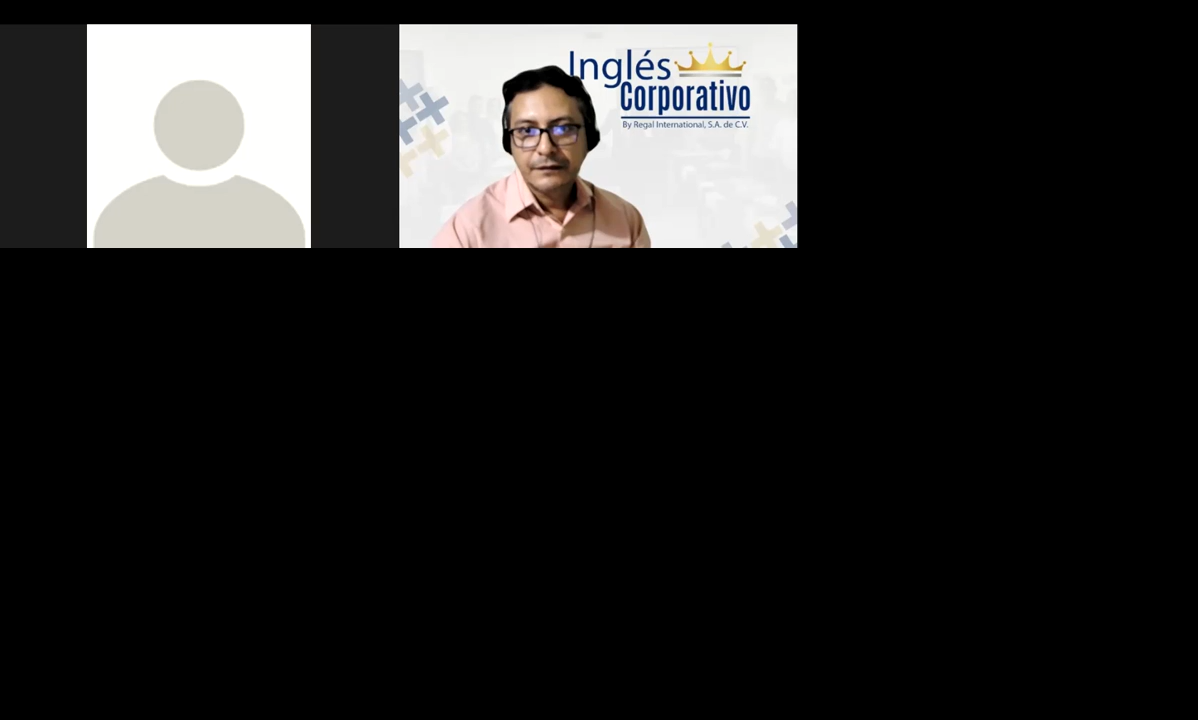 Inglés
Corporativo
By Regal International, S.A. de C.V.